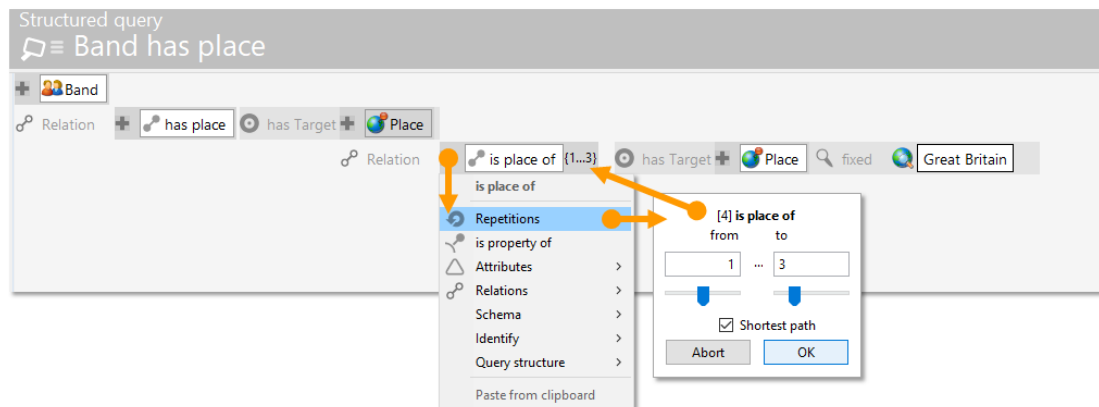 Structured query
Band has place
Band
Relation has place has Target Place
Relation is place of {1...3} has Target Place fixed Great Britain
is place of
Repetitions
is property of
Attributes
Relations
Schema
Identify
Query structure
Paste from clipboard
[4] is place of
from to
1 ... 3
Shortest path
Abort OK